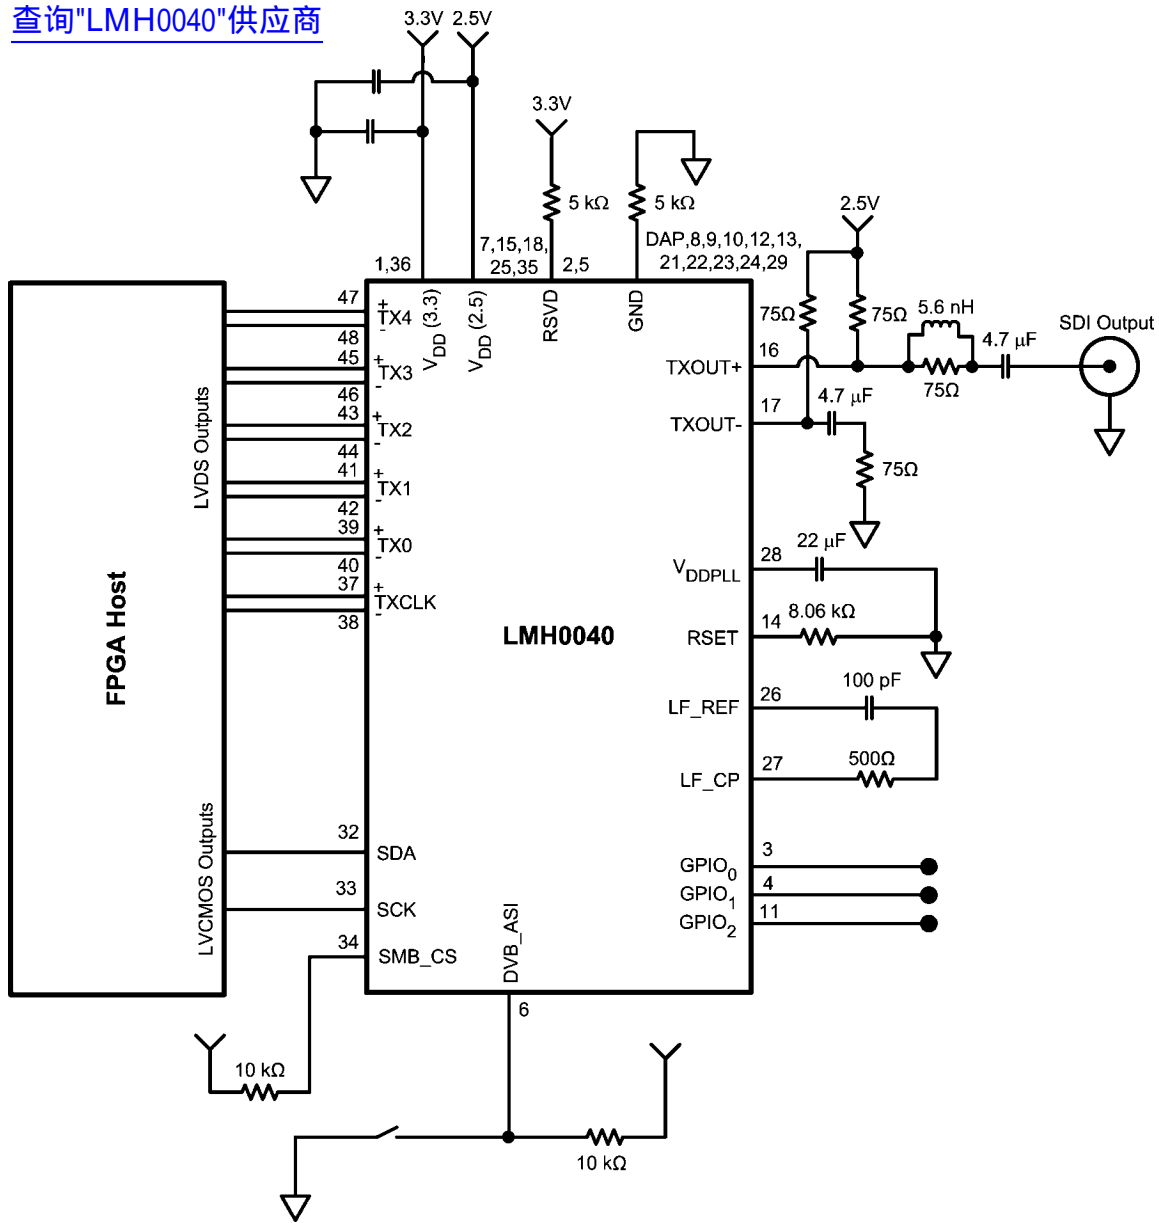 查询"LMH0040"供应商
3.3V
2.5V
3.3V
5 kΩ
5 kΩ
2.5V
1,36
7,15,18,
25,35
2,5
DAP,8,9,10,12,13,
21,22,23,24,29
VDD (3.3)
VDD (2.5)
RSVD
GND
75Ω
75Ω
5.6 nH
4.7 μF
SDI Output
75Ω
47
+
TX4
-
48
45
+
TX3
-
46
43
+
TX2
-
44
41
+
TX1
-
42
39
+
TX0
-
40
37
+
TXCLK
-
38
LVDS Outputs
FPGA Host
LVCMOS Outputs
LMH0040
TXOUT+
16
TXOUT-
17
4.7 μF
75Ω
VDDPLL
28
22 μF
RSET
14
8.06 kΩ
LF_REF
26
100 pF
LF_CP
27
500Ω
32
SDA
33
SCK
34
SMB_CS
GPIO0
3
GPIO1
4
GPIO2
11
DVB_ASI
6
10 kΩ
10 kΩ